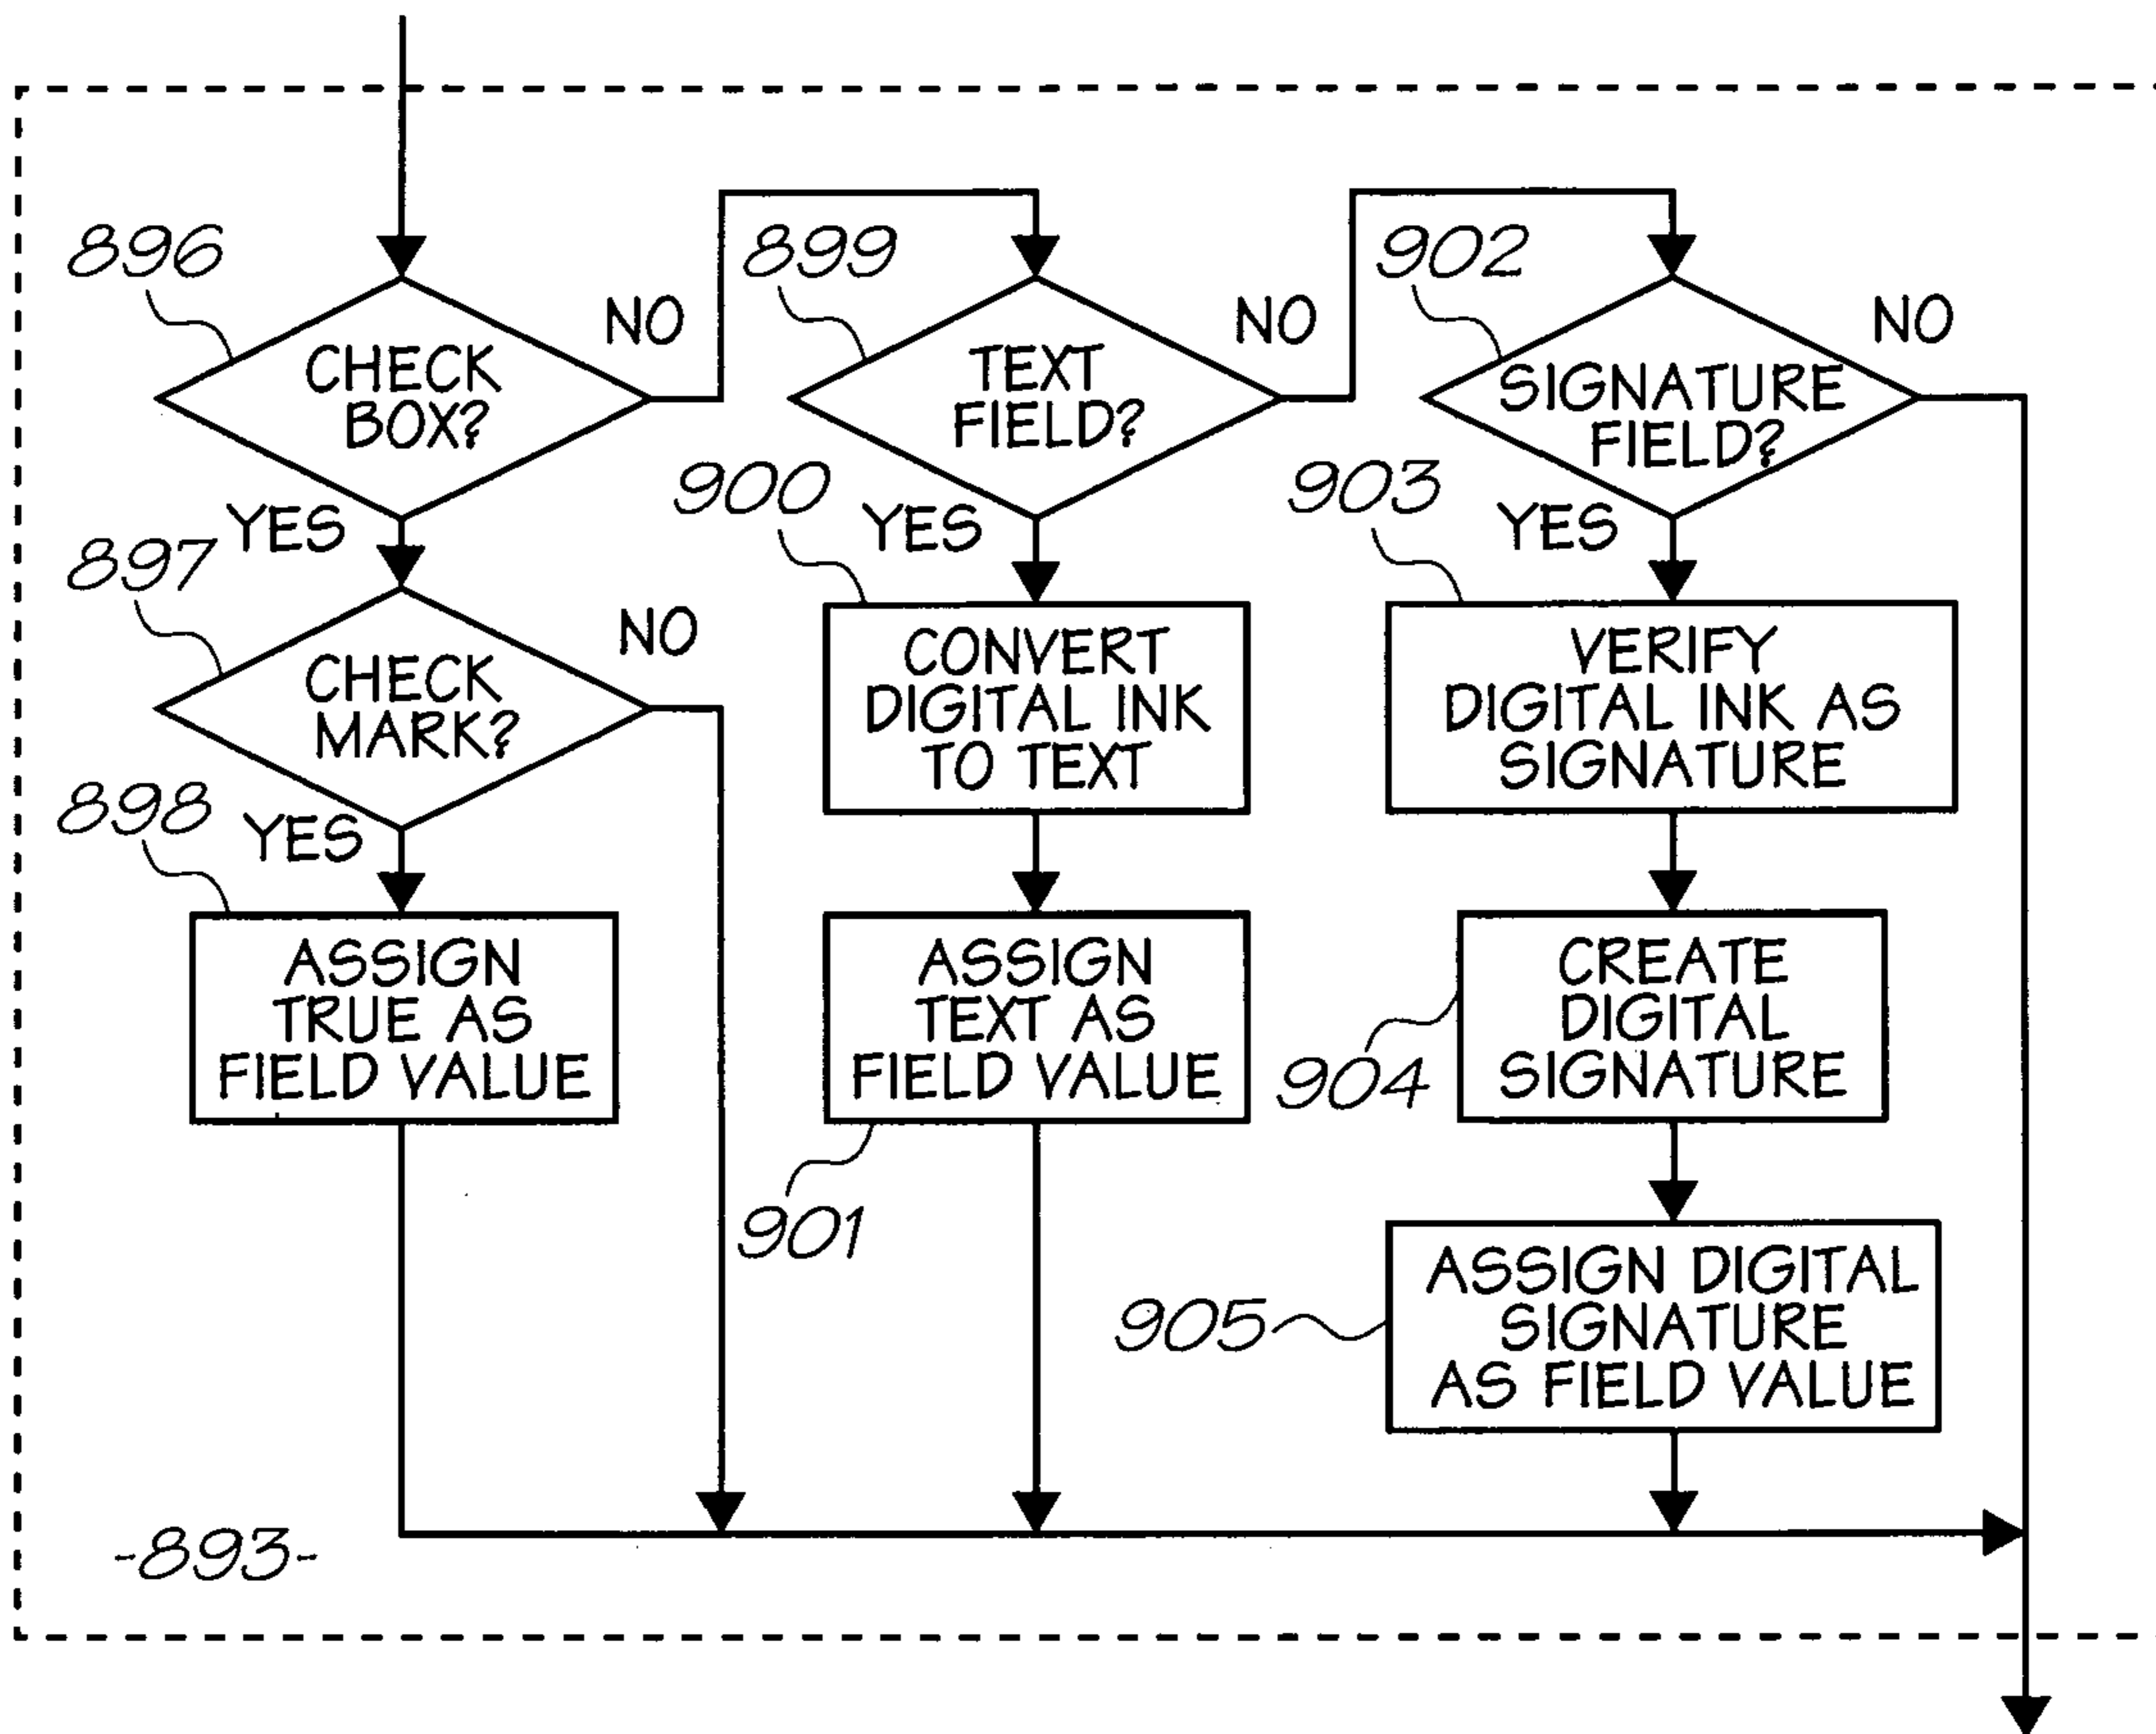 896
CHECK
BOX?
NO
YES
897
CHECK
MARK?
NO
YES
898
ASSIGN
TRUE AS
FIELD VALUE
899
TEXT
FIELD?
NO
YES
900
CONVERT
DIGITAL INK
TO TEXT
ASSIGN
TEXT AS
FIELD VALUE
901
902
SIGNATURE
FIELD?
NO
YES
903
VERIFY
DIGITAL INK AS
SIGNATURE
CREATE
DIGITAL
SIGNATURE
904
ASSIGN DIGITAL
SIGNATURE
AS FIELD VALUE
905
-893-